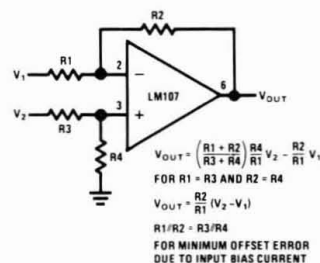 R2
R1
V₁
2
−
LM107
6
VOUT
V₂
R3
3
+
R4
VOUT = ((R1 + R2)/(R3 + R4)) R4/R1 V₂ − R2/R1 V₁
FOR R1 = R3 AND R2 = R4
VOUT = R2/R1 (V₂–V₁)
R1/R2 = R3/R4
FOR MINIMUM OFFSET ERROR
DUE TO INPUT BIAS CURRENT